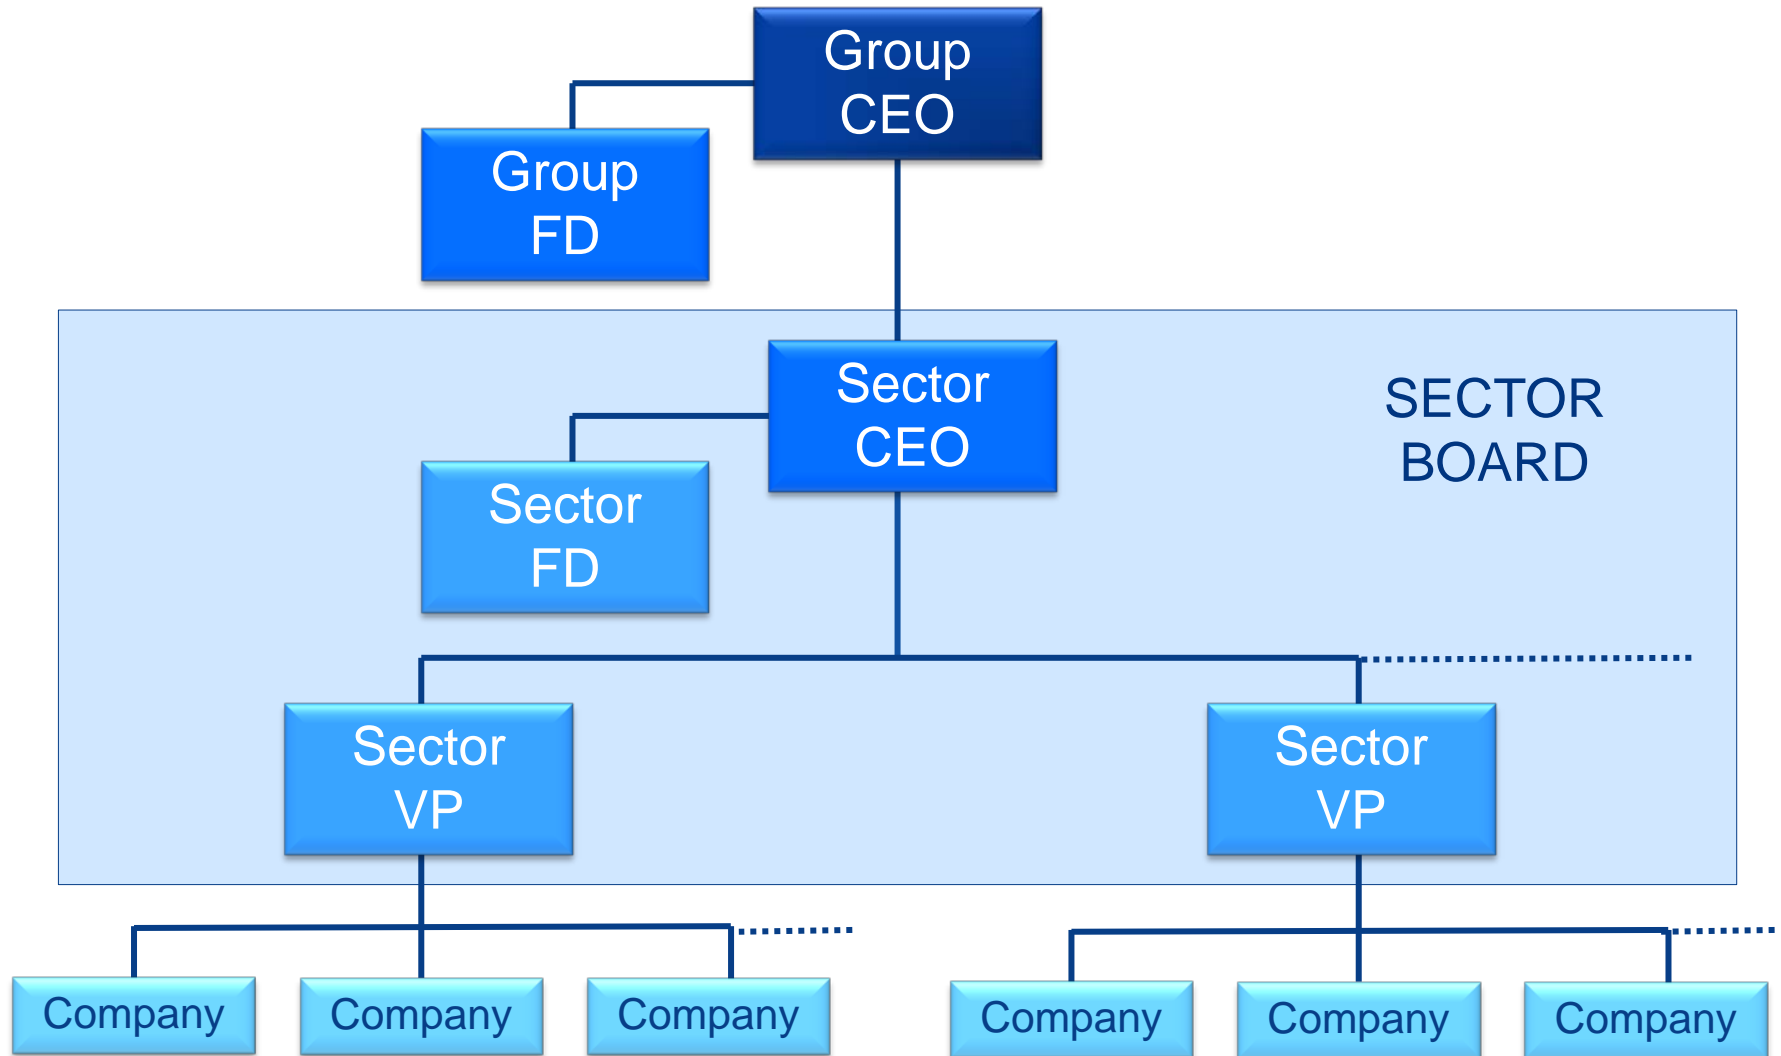 Group
CEO
Group
FD
Sector
CEO
SECTOR
BOARD
Sector
FD
Sector
VP
Sector
VP
Company
Company
Company
Company
Company
Company